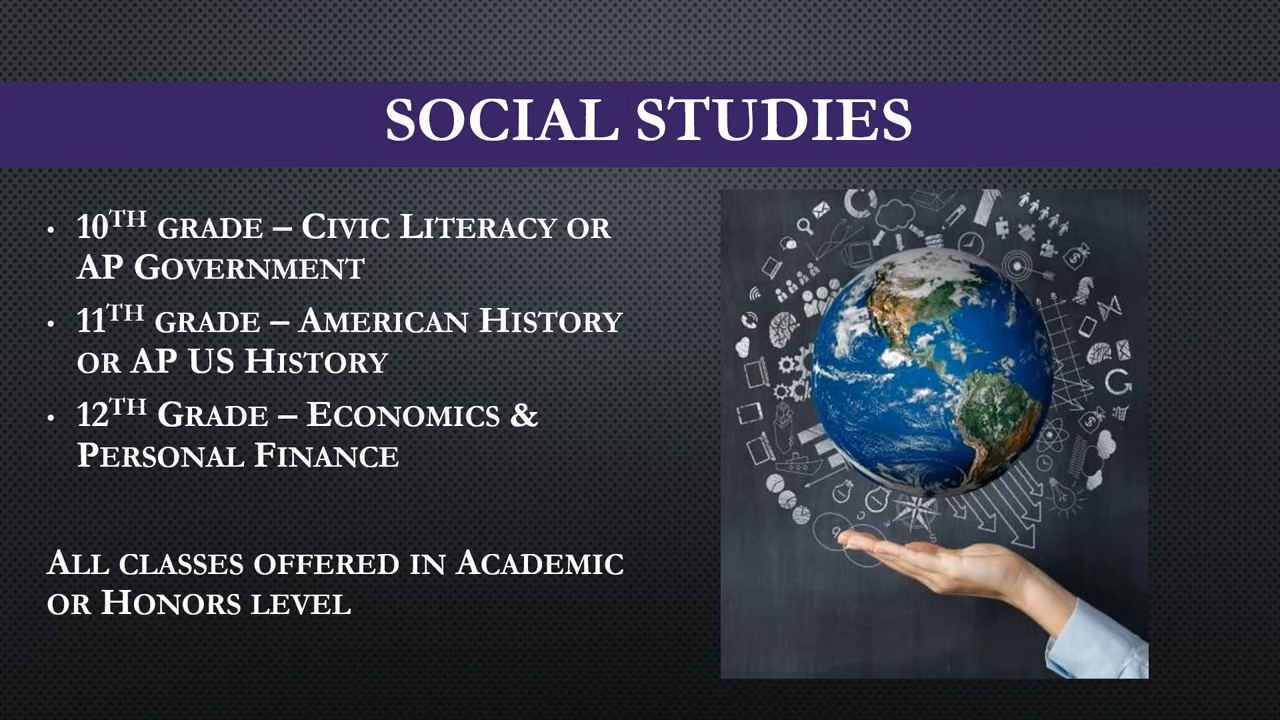 SOCIAL STUDIES
• 10TH GRADE – CIVIC LITERACY OR
AP GOVERNMENT
• 11TH GRADE – AMERICAN HISTORY
OR AP US HISTORY
• 12TH GRADE – ECONOMICS &
PERSONAL FINANCE
ALL CLASSES OFFERED IN ACADEMIC
OR HONORS LEVEL